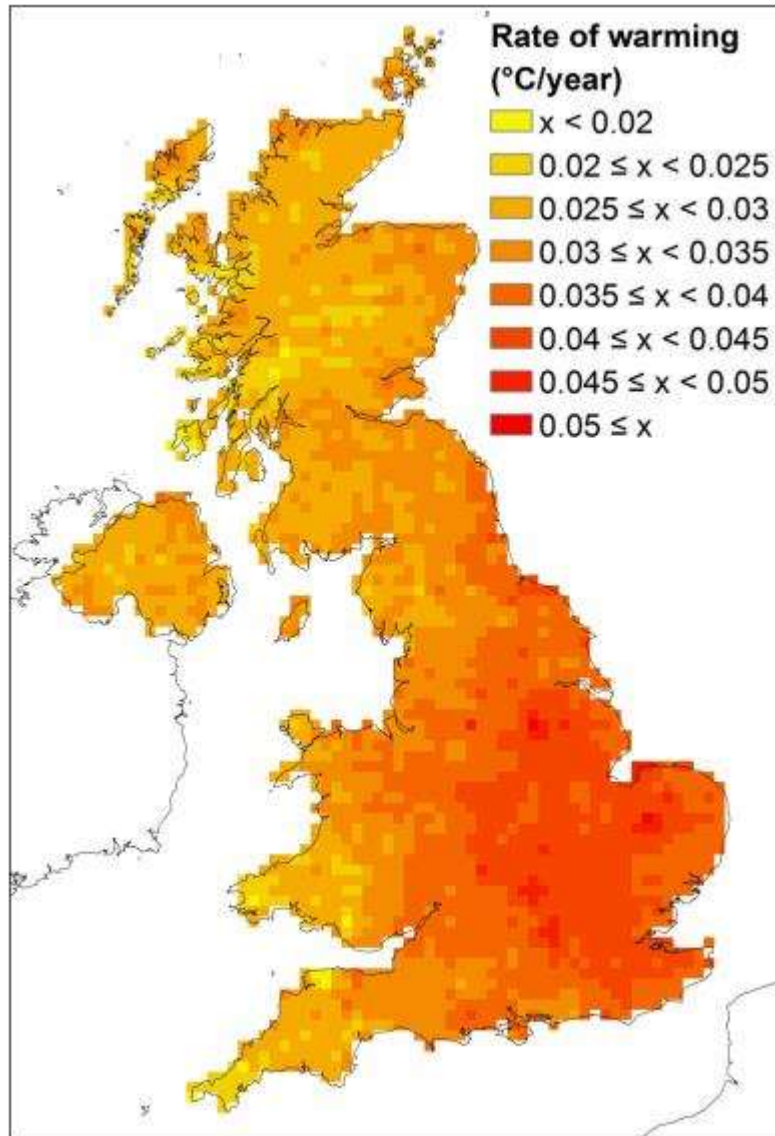 Rate of warming
(°C/year)
x < 0.02
0.02 ≤ x < 0.025
0.025 ≤ x < 0.03
0.03 ≤ x < 0.035
0.035 ≤ x < 0.04
0.04 ≤ x < 0.045
0.045 ≤ x < 0.05
0.05 ≤ x